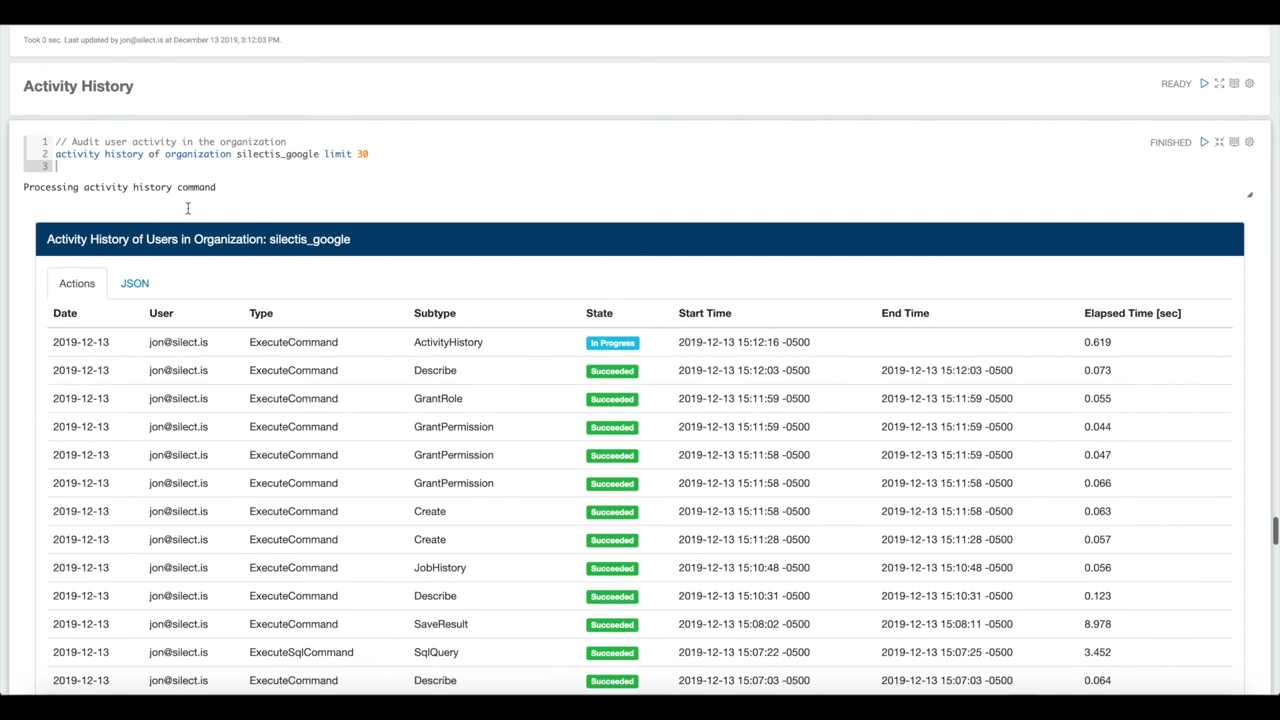 Took 0 sec. Last updated by jon@silect.is at December 13 2019, 3:12:03 PM.
Activity History READY
1 // Audit user activity in the organization FINISHED
2 activity history of organization silectis_google limit 30
3
Processing activity history command
Activity History of Users in Organization: silectis_google
Actions JSON
Date User Type Subtype State Start Time End Time Elapsed Time [sec]
2019-12-13 jon@silect.is ExecuteCommand ActivityHistory In Progress 2019-12-13 15:12:16 -0500 0.619
2019-12-13 jon@silect.is ExecuteCommand Describe Succeeded 2019-12-13 15:12:03 -0500 2019-12-13 15:12:03 -0500 0.073
2019-12-13 jon@silect.is ExecuteCommand GrantRole Succeeded 2019-12-13 15:11:59 -0500 2019-12-13 15:11:59 -0500 0.055
2019-12-13 jon@silect.is ExecuteCommand GrantPermission Succeeded 2019-12-13 15:11:59 -0500 2019-12-13 15:11:59 -0500 0.044
2019-12-13 jon@silect.is ExecuteCommand GrantPermission Succeeded 2019-12-13 15:11:58 -0500 2019-12-13 15:11:59 -0500 0.047
2019-12-13 jon@silect.is ExecuteCommand GrantPermission Succeeded 2019-12-13 15:11:58 -0500 2019-12-13 15:11:58 -0500 0.066
2019-12-13 jon@silect.is ExecuteCommand Create Succeeded 2019-12-13 15:11:58 -0500 2019-12-13 15:11:58 -0500 0.063
2019-12-13 jon@silect.is ExecuteCommand Create Succeeded 2019-12-13 15:11:28 -0500 2019-12-13 15:11:28 -0500 0.057
2019-12-13 jon@silect.is ExecuteCommand JobHistory Succeeded 2019-12-13 15:10:48 -0500 2019-12-13 15:10:48 -0500 0.056
2019-12-13 jon@silect.is ExecuteCommand Describe Succeeded 2019-12-13 15:10:31 -0500 2019-12-13 15:10:31 -0500 0.123
2019-12-13 jon@silect.is ExecuteCommand SaveResult Succeeded 2019-12-13 15:08:02 -0500 2019-12-13 15:08:11 -0500 8.978
2019-12-13 jon@silect.is ExecuteSqlCommand SqlQuery Succeeded 2019-12-13 15:07:22 -0500 2019-12-13 15:07:25 -0500 3.452
2019-12-13 jon@silect.is ExecuteCommand Describe Succeeded 2019-12-13 15:07:03 -0500 2019-12-13 15:07:03 -0500 0.064